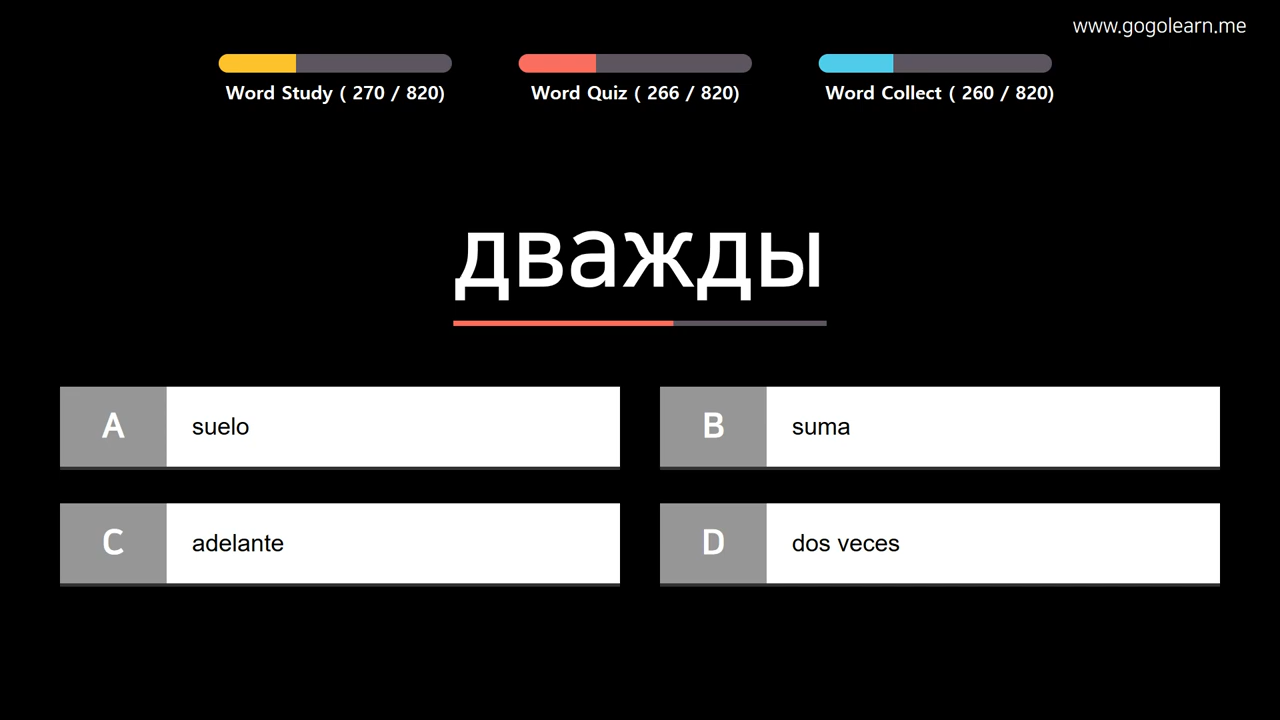 www.gogolearn.me
Word Study ( 270 / 820)
Word Quiz ( 266 / 820)
Word Collect ( 260 / 820)
дважды
A
suelo
B
suma
C
adelante
D
dos veces